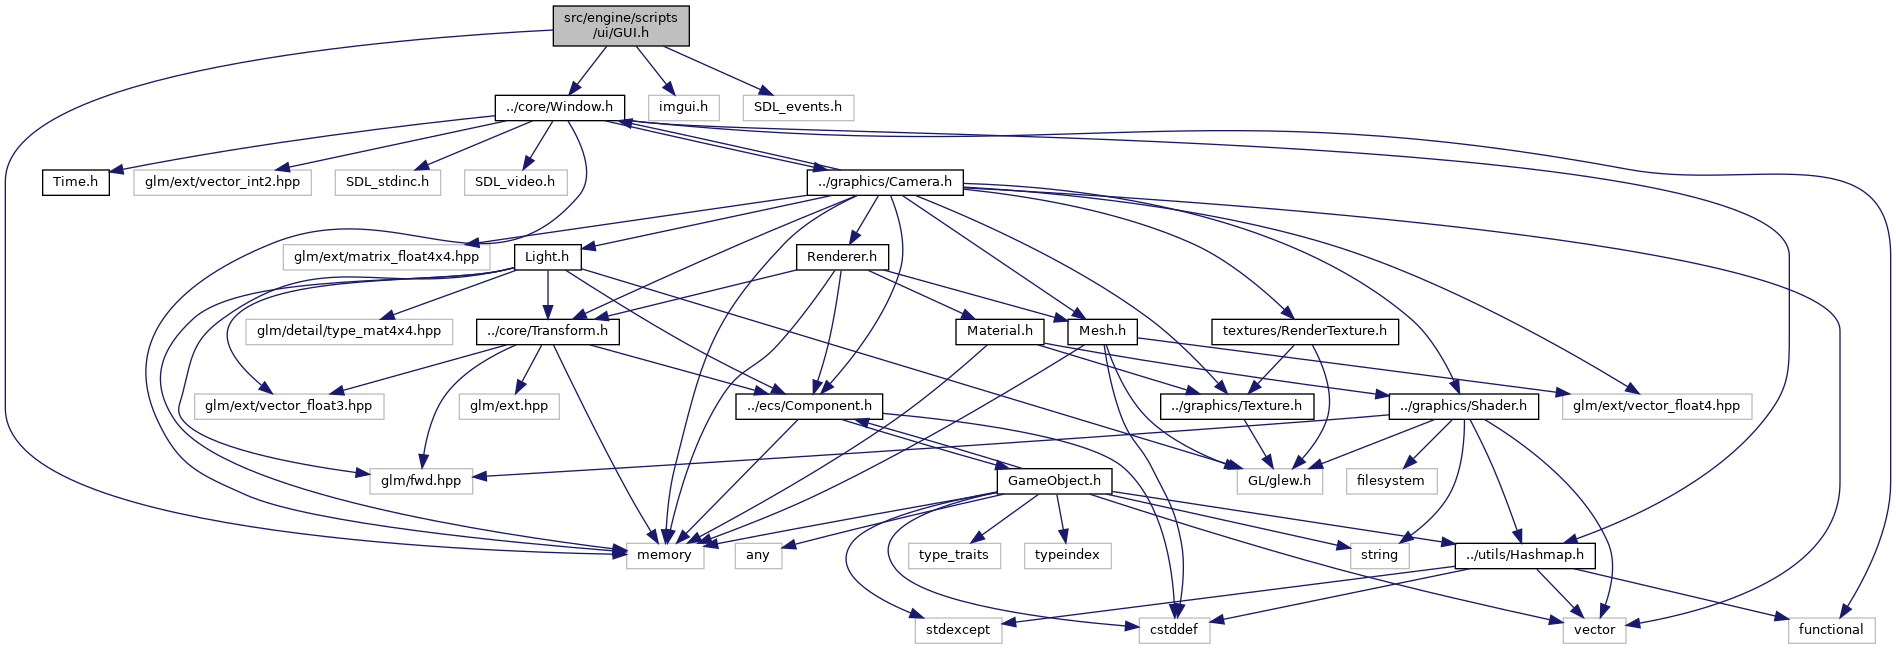 src/engine/scripts
/ui/GUI.h
../core/Window.h
imgui.h
SDL_events.h
Time.h
glm/ext/vector_int2.hpp
SDL_stdinc.h
SDL_video.h
../graphics/Camera.h
glm/ext/matrix_float4x4.hpp
Light.h
Renderer.h
glm/detail/type_mat4x4.hpp
../core/Transform.h
Material.h
Mesh.h
textures/RenderTexture.h
glm/ext/vector_float3.hpp
glm/ext.hpp
../ecs/Component.h
../graphics/Texture.h
../graphics/Shader.h
glm/ext/vector_float4.hpp
glm/fwd.hpp
GameObject.h
GL/glew.h
filesystem
memory
any
type_traits
typeindex
string
../utils/Hashmap.h
stdexcept
cstddef
vector
functional